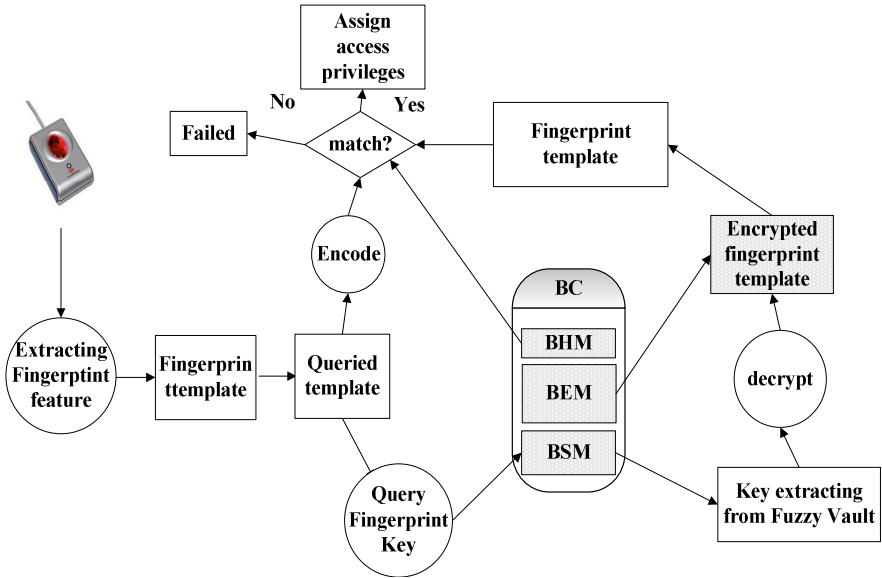 Assign
access
privileges
No
Yes
Failed
match?
Fingerprint
template
Encode
Encrypted
fingerprint
template
BC
BHM
BEM
BSM
Extracting
Fingerptint
feature
Fingerprin
ttemplate
Queried
template
decrypt
Query
Fingerprint
Key
Key extracting
from Fuzzy Vault